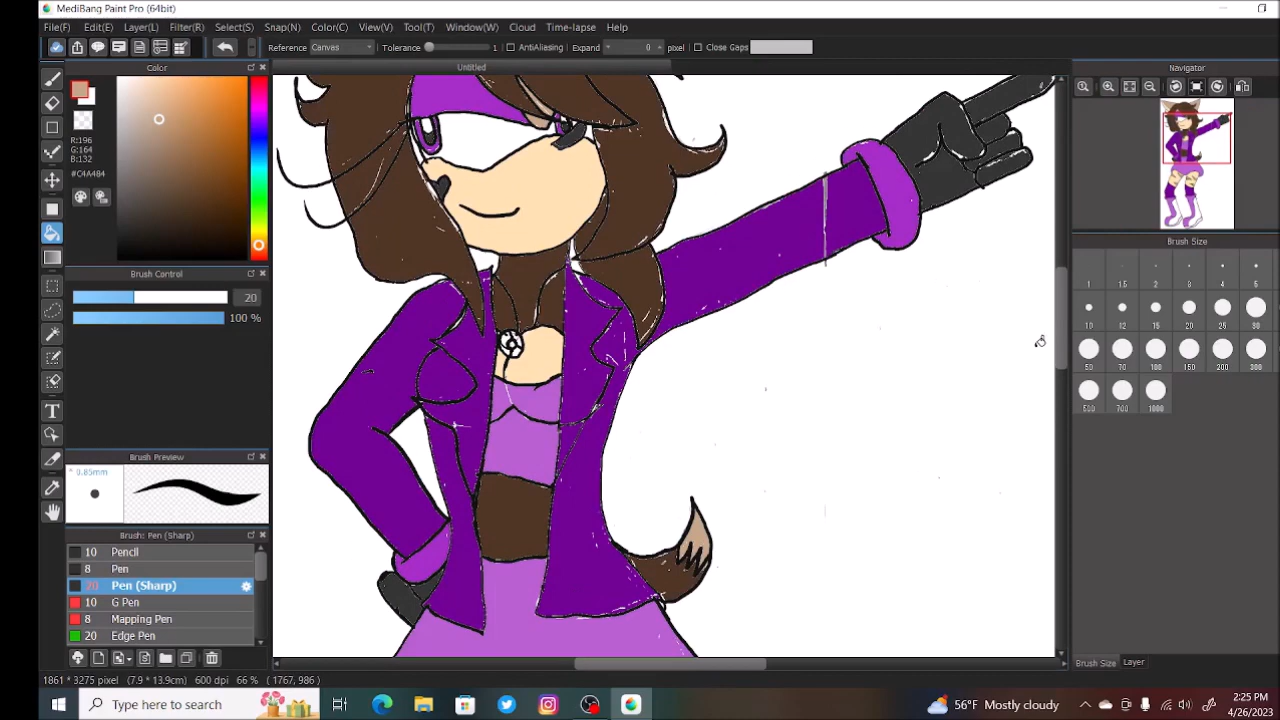 MediBang Paint Pro (64bit)
File(F) Edit(E) Layer(L) Filter(R) Select(S) Snap(N) Color(C) View(V) Tool(T) Window(W) Cloud Time-lapse Help
Reference Canvas Tolerance 1 AntiAliasing Expand 0 pixel Close Gaps
Color Untitled Navigator
R:196
G:164
B:132
#C4A484
Brush Control
20
100 %
Brush Size
1 2 3 4 5
10 12 15 20 25 30
50 70 100 150 200 300
500 700 1000
Brush Preview
0.85mm
Brush: Pen (Sharp)
10 Pencil
8 Pen
20 Pen (Sharp)
10 G Pen
8 Mapping Pen
20 Edge Pen
Brush Size Layer
1861 * 3275 pixel (7.9 * 13.9cm) 600 dpi 66 % (1767, 986)
Type here to search
56°F Mostly cloudy
2:25 PM
4/26/2023